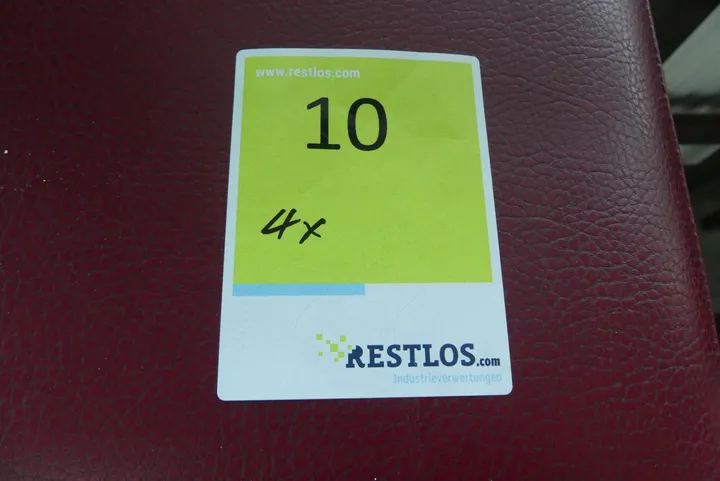 www.restlos.com
10
4x
RESTLOS.com
Industrieverwertungen